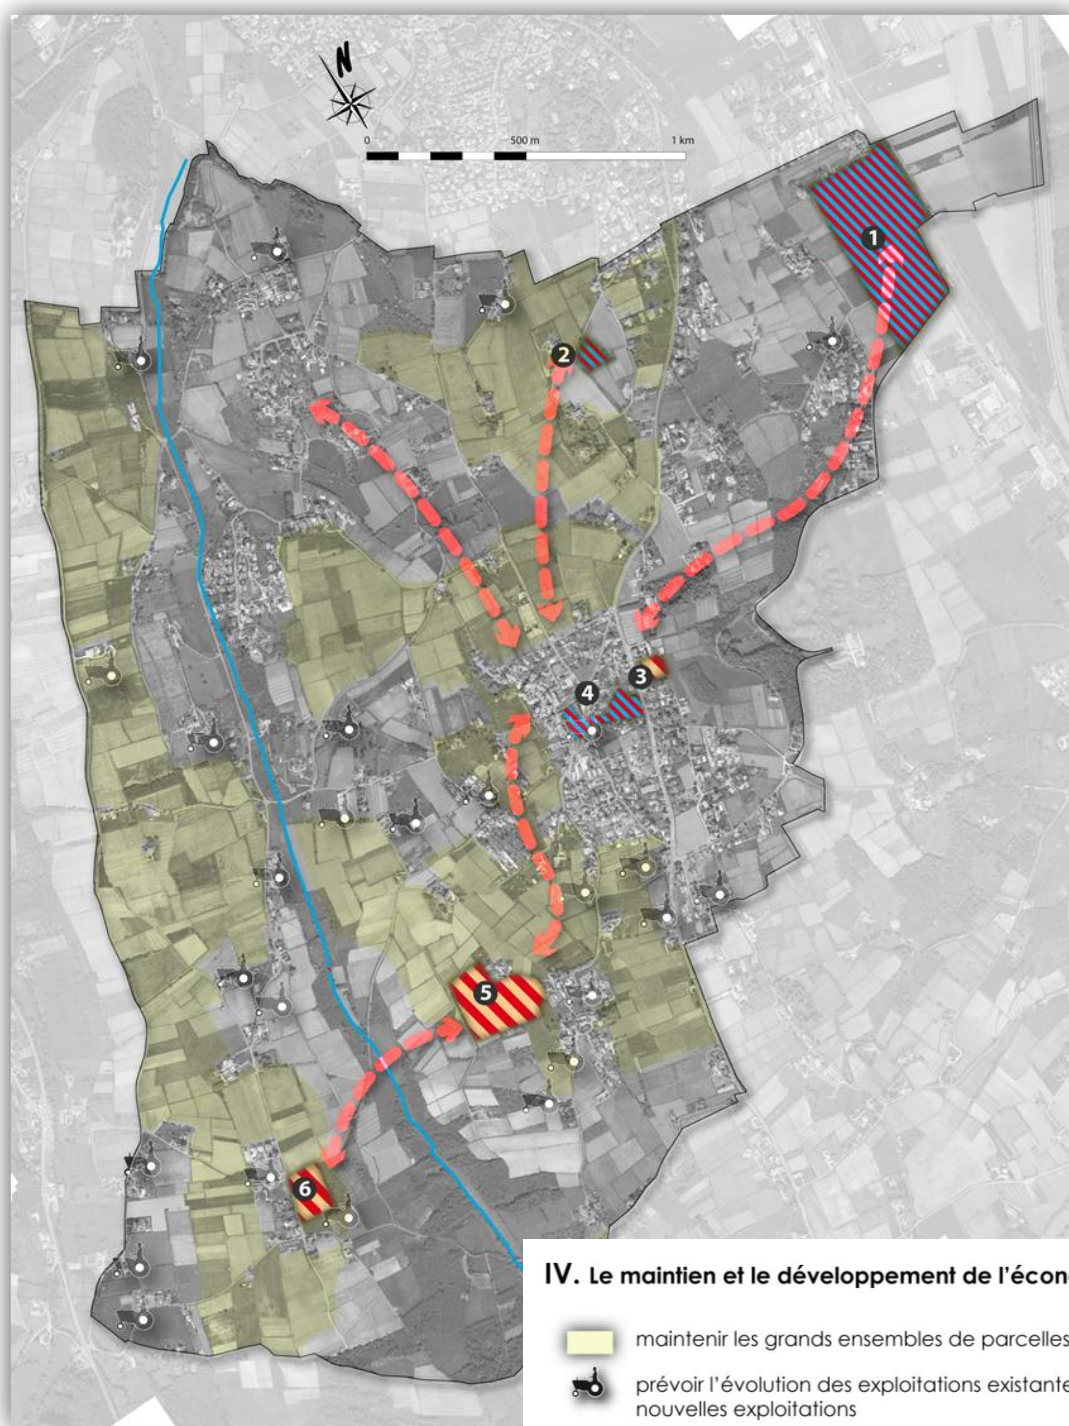 N
0 500 m 1 km
1
2
3
4
5
6
IV. Le maintien et le développement de l'écon
maintenir les grands ensembles de parcelles
prévoir l'évolution des exploitations existante
nouvelles exploitations